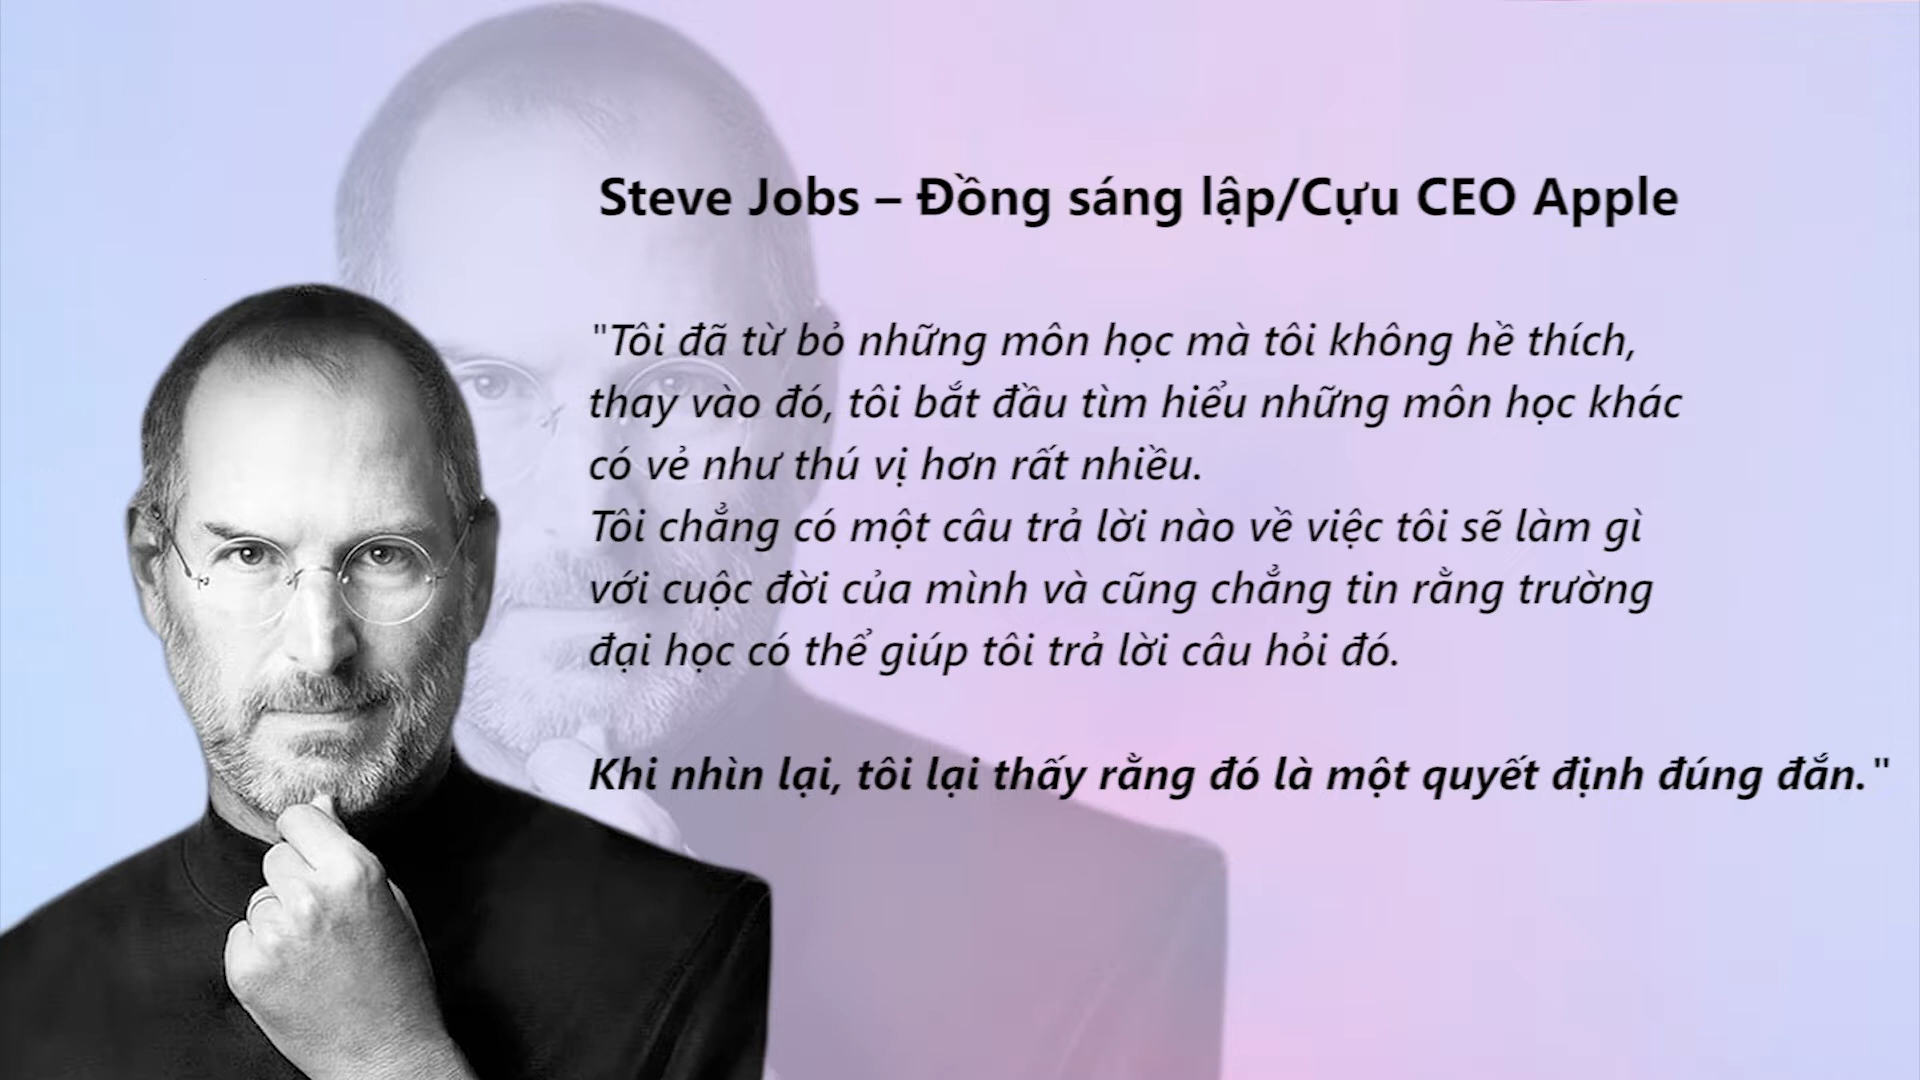 Steve Jobs – Đồng sáng lập/Cựu CEO Apple
"Tôi đã từ bỏ những môn học mà tôi không hề thích,
thay vào đó, tôi bắt đầu tìm hiểu những môn học khác
có vẻ như thú vị hơn rất nhiều.
Tôi chẳng có một câu trả lời nào về việc tôi sẽ làm gì
với cuộc đời của mình và cũng chẳng tin rằng trường
đại học có thể giúp tôi trả lời câu hỏi đó.
Khi nhìn lại, tôi lại thấy rằng đó là một quyết định đúng đắn."